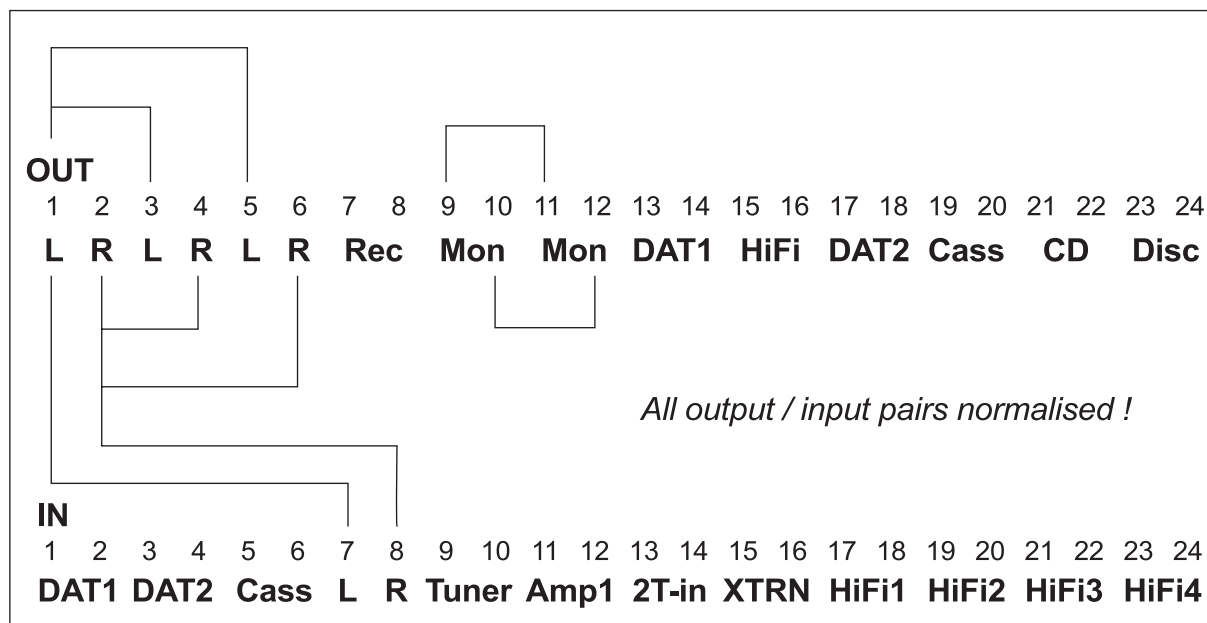 OUT
1 2 3 4 5 6 7 8 9 10 11 12 13 14 15 16 17 18 19 20 21 22 23 24
L R L R L R Rec Mon Mon DAT1 HiFi DAT2 Cass CD Disc
All output / input pairs normalised !
IN
1 2 3 4 5 6 7 8 9 10 11 12 13 14 15 16 17 18 19 20 21 22 23 24
DAT1 DAT2 Cass L R Tuner Amp1 2T-in XTRN HiFi1 HiFi2 HiFi3 HiFi4